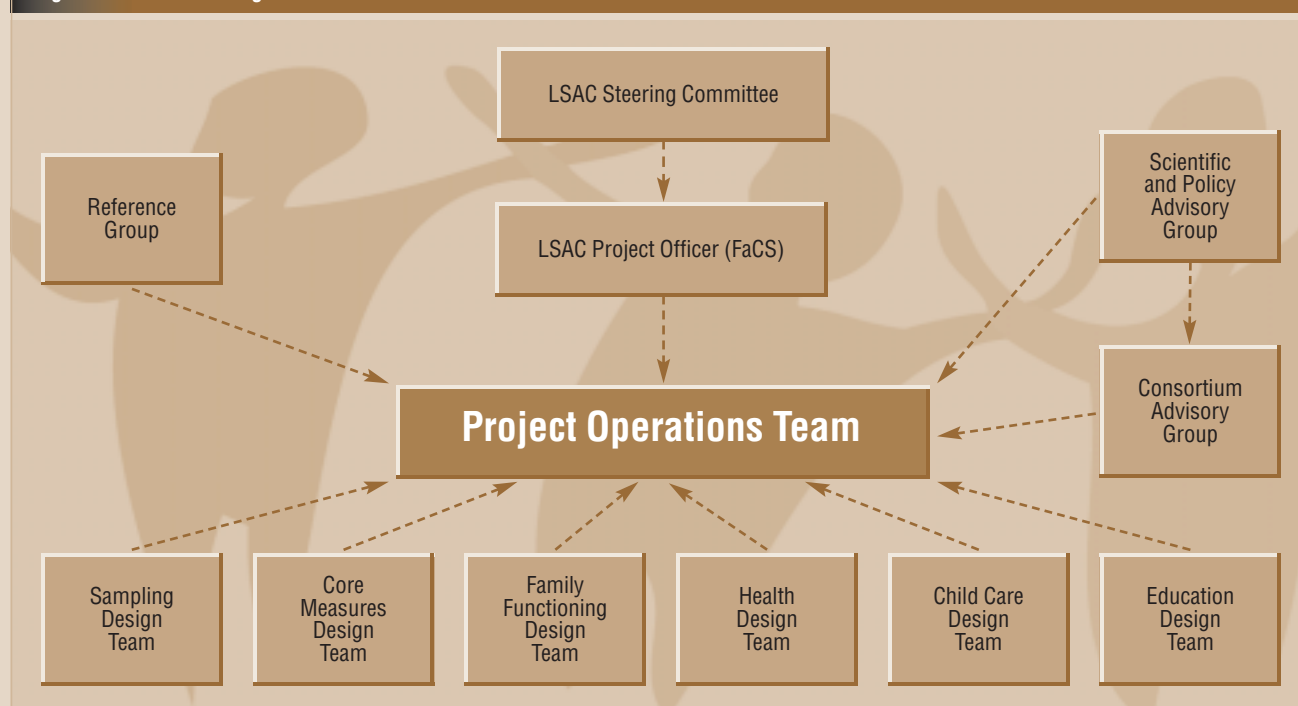 LSAC Steering Committee
Reference
Group
LSAC Project Officer (FaCS)
Scientific
and Policy
Advisory
Group
Consortium
Advisory
Group
Project Operations Team
Sampling
Design
Team
Core
Measures
Design
Team
Family
Functioning
Design
Team
Health
Design
Team
Child Care
Design
Team
Education
Design
Team